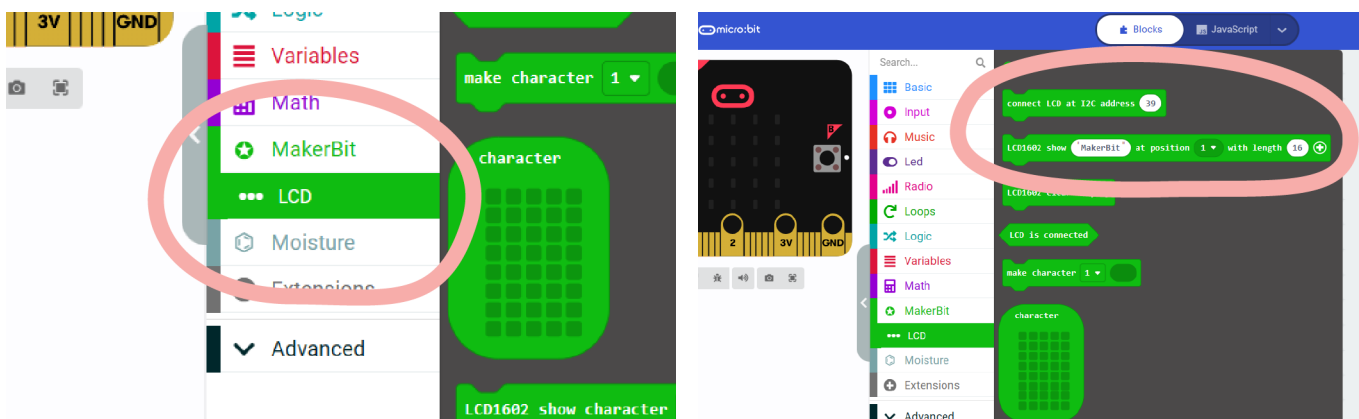 3V GND
Logic
Variables
Math
MakerBit
LCD
Moisture
Extensions
Advanced
make character 1
character
LCD1602 show character
micro:bit
Blocks
JavaScript
2 3V GND
B
Search...
Basic
Input
Music
Led
Radio
Loops
Logic
Variables
Math
MakerBit
LCD
Moisture
Extensions
Advanced
connect LCD at I2C address 39
LCD1602 show "MakerBit" at position 1 with length 16
LCD1602
LCD is connected
make character 1
character